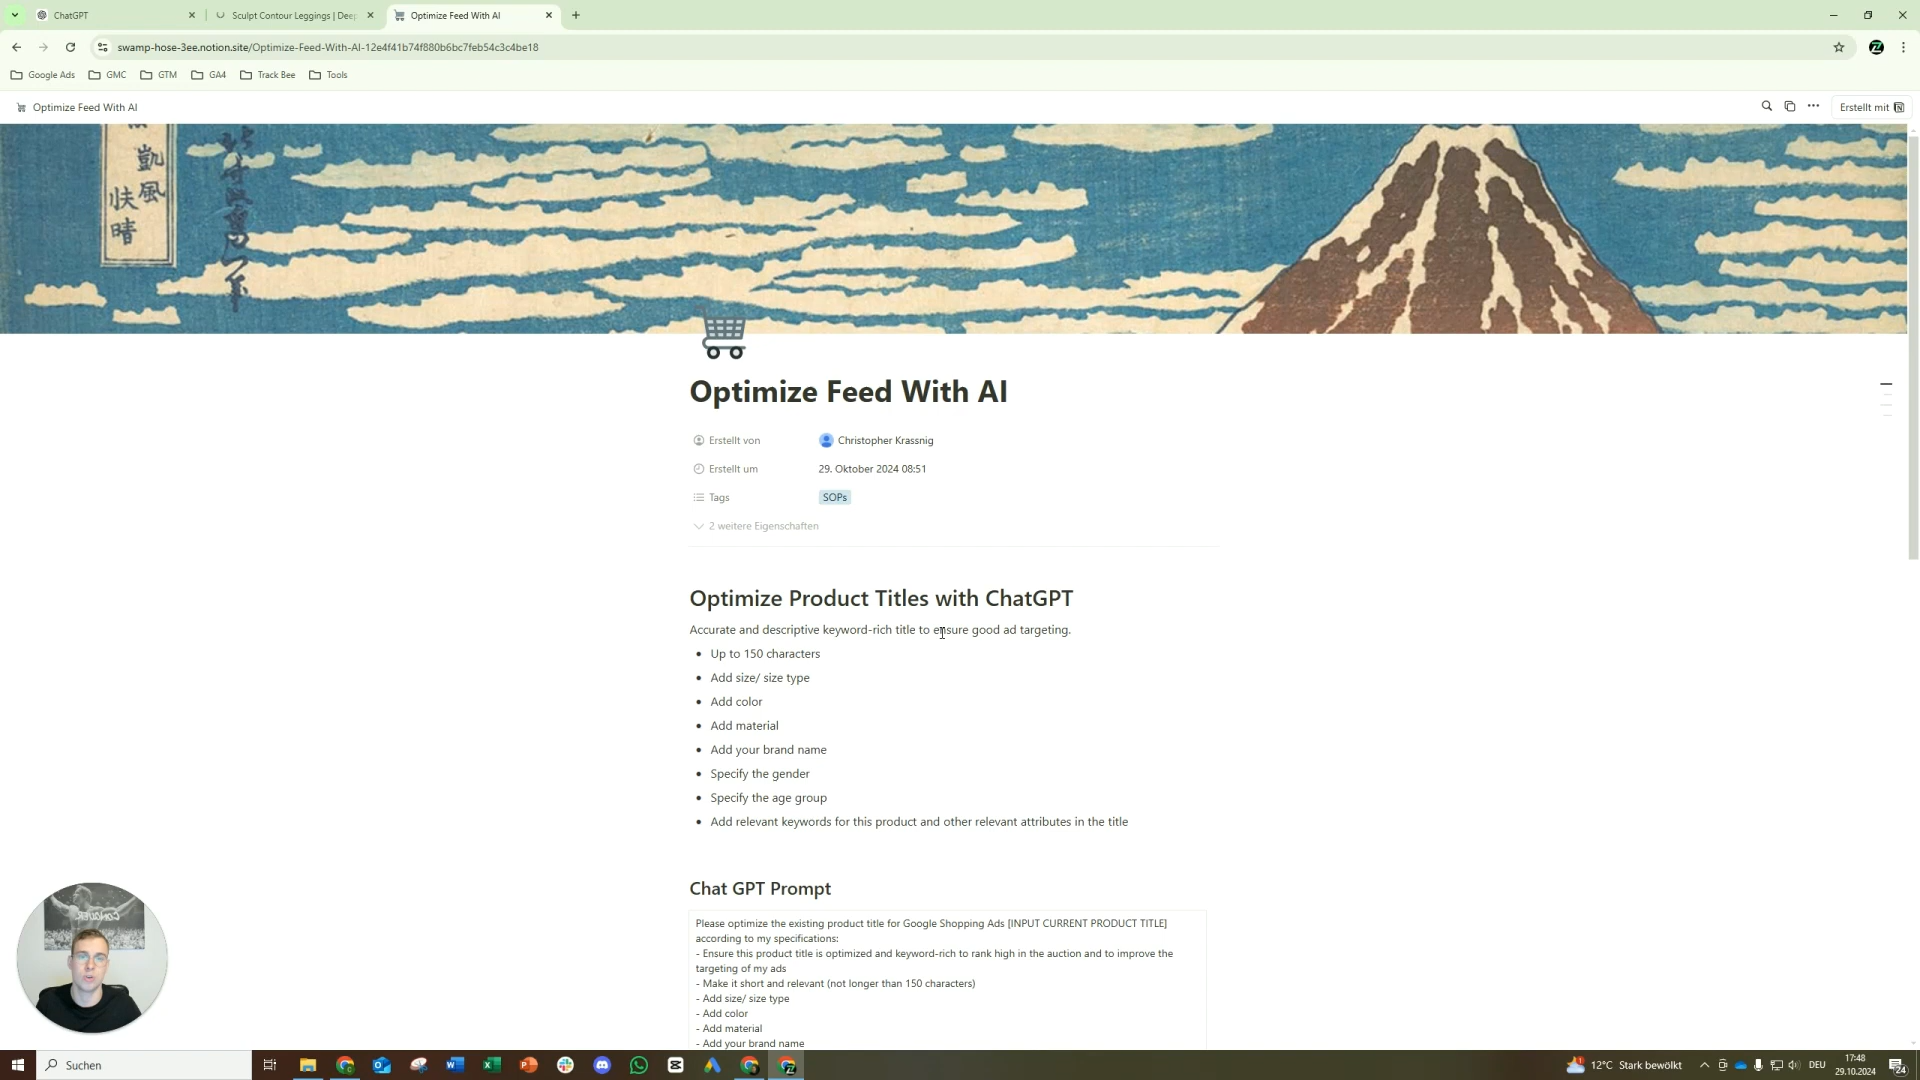 ChatGPT
Sculpt Contour Leggings | Deep
Optimize Feed With AI
swamp-hose-3ee.notion.site/Optimize-Feed-With-AI-12e4f41b74f880b6bc7feb54c3c4be18
Google Ads GMC GTM GA4 Track Bee Tools
Optimize Feed With AI
Erstellt mit
凱風
快晴
Optimize Feed With AI
Erstellt von Christopher Krassnig
Erstellt um 29. Oktober 2024 08:51
Tags SOPs
2 weitere Eigenschaften
Optimize Product Titles with ChatGPT
Accurate and descriptive keyword-rich title to ensure good ad targeting.
• Up to 150 characters
• Add size/ size type
• Add color
• Add material
• Add your brand name
• Specify the gender
• Specify the age group
• Add relevant keywords for this product and other relevant attributes in the title
Chat GPT Prompt
Please optimize the existing product title for Google Shopping Ads [INPUT CURRENT PRODUCT TITLE]
according to my specifications:
- Ensure this product title is optimized and keyword-rich to rank high in the auction and to improve the
targeting of my ads
- Make it short and relevant (not longer than 150 characters)
- Add size/ size type
- Add color
- Add material
- Add your brand name
CONQUER
Suchen
12°C Stark bewölkt
DEU
17:48
29.10.2024
24